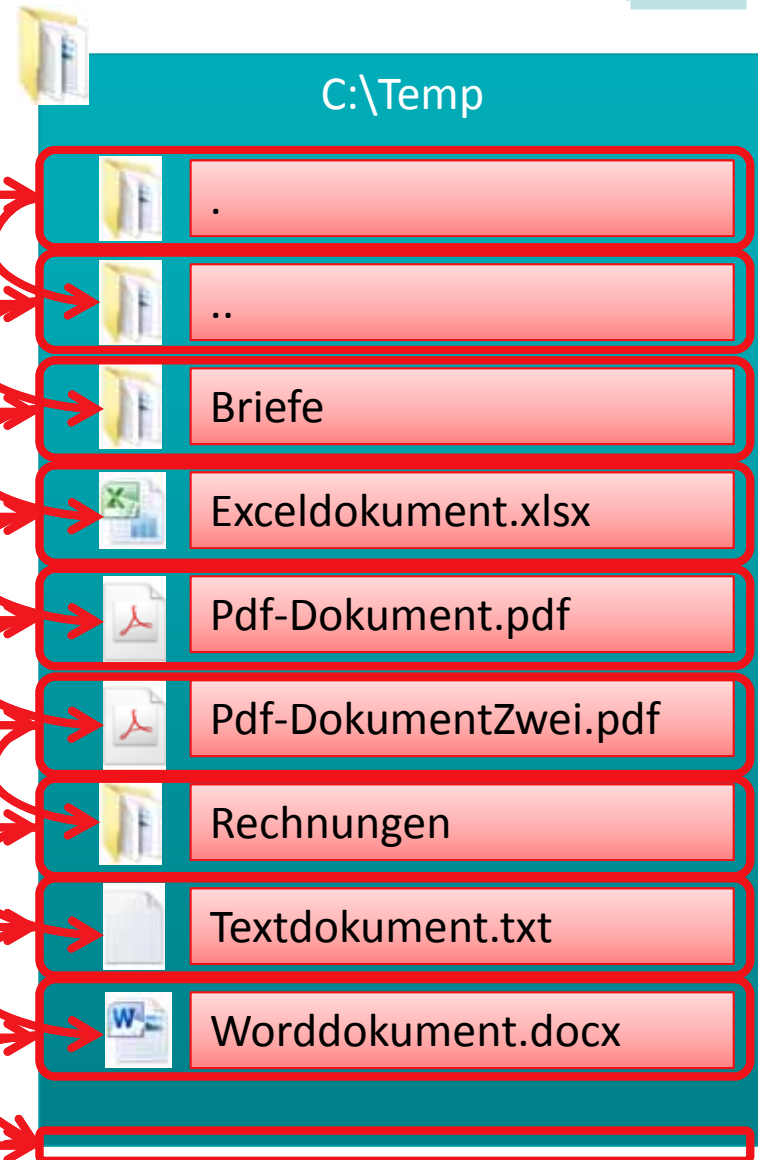 C:\Temp
.
..
Briefe
Exceldokument.xlsx
Pdf-Dokument.pdf
Pdf-DokumentZwei.pdf
Rechnungen
Textdokument.txt
Worddokument.docx